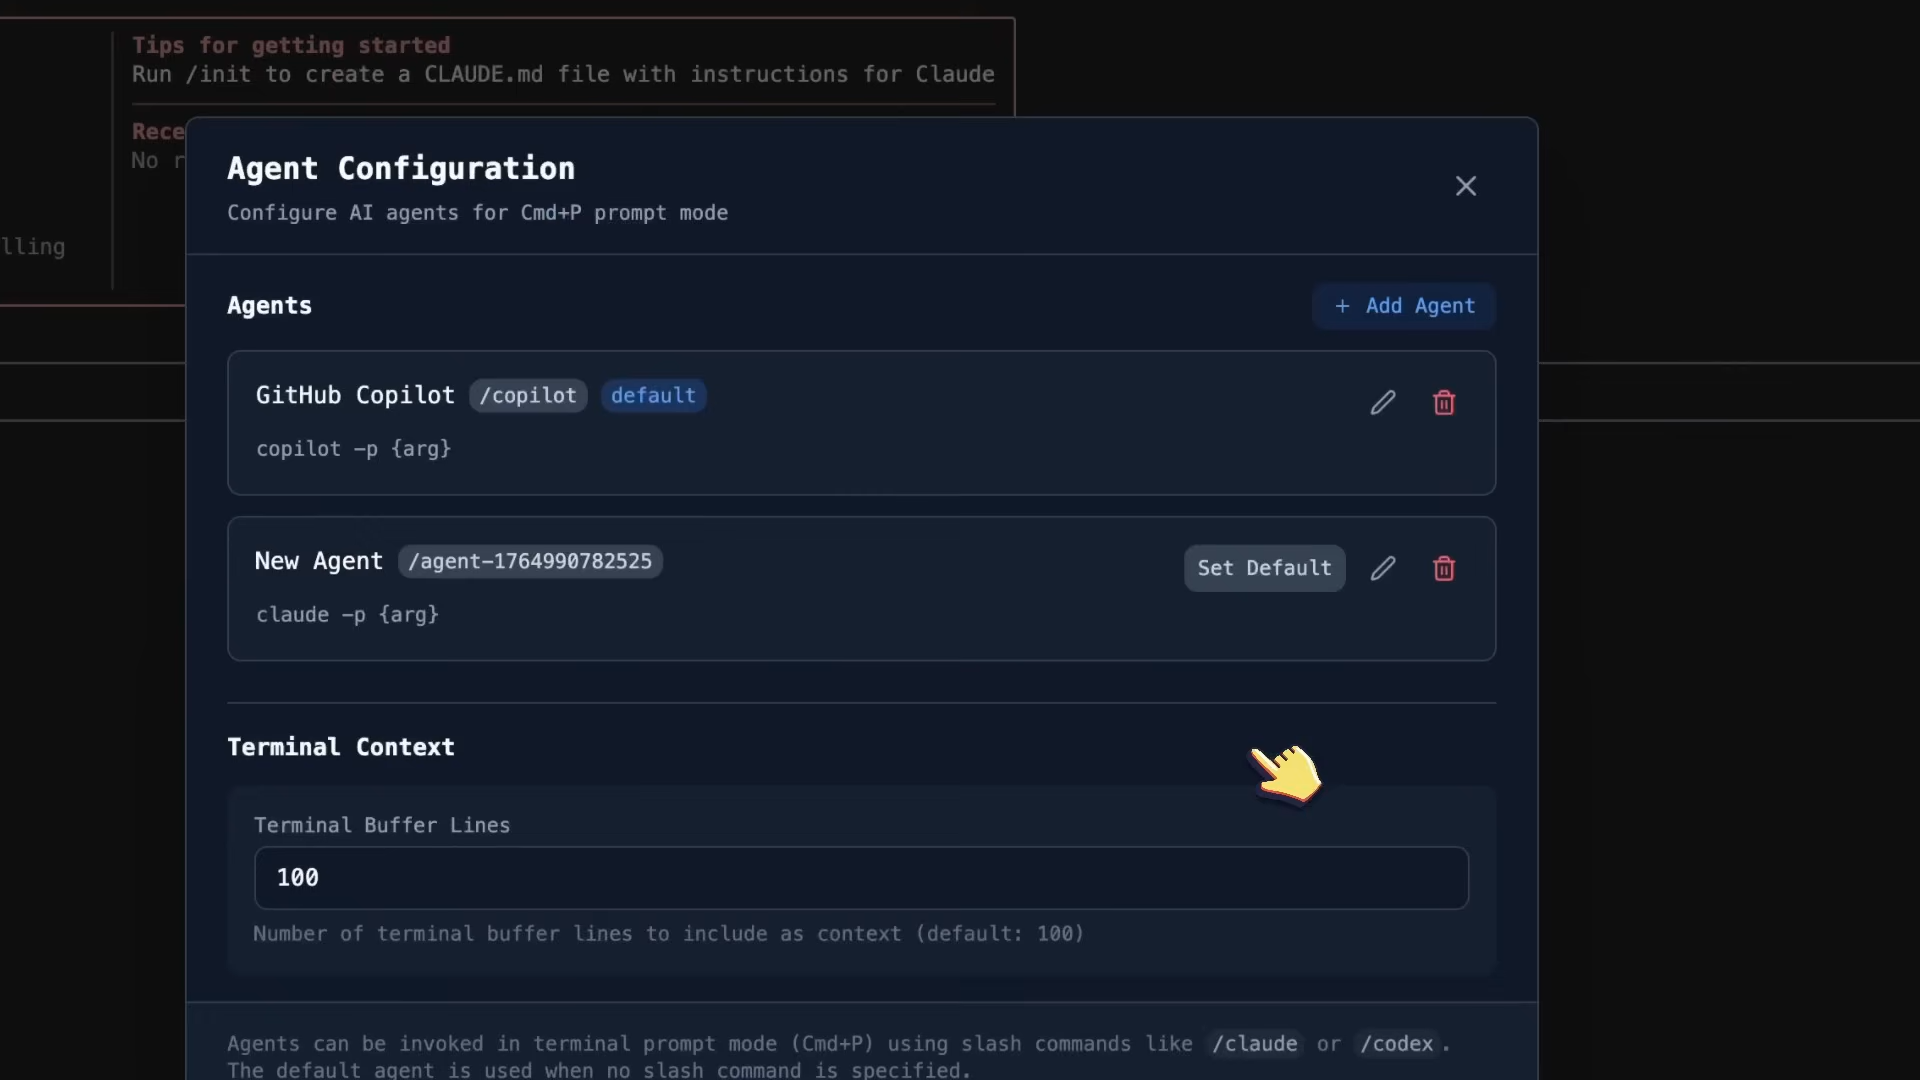 Tips for getting started
Run /init to create a CLAUDE.md file with instructions for Claude
Rece
No r
lling
Agent Configuration
Configure AI agents for Cmd+P prompt mode
Agents
+ Add Agent
GitHub Copilot /copilot default
copilot -p {arg}
New Agent /agent-1764990782525
Set Default
claude -p {arg}
Terminal Context
Terminal Buffer Lines
100
Number of terminal buffer lines to include as context (default: 100)
Agents can be invoked in terminal prompt mode (Cmd+P) using slash commands like /claude or /codex.
The default agent is used when no slash command is specified.